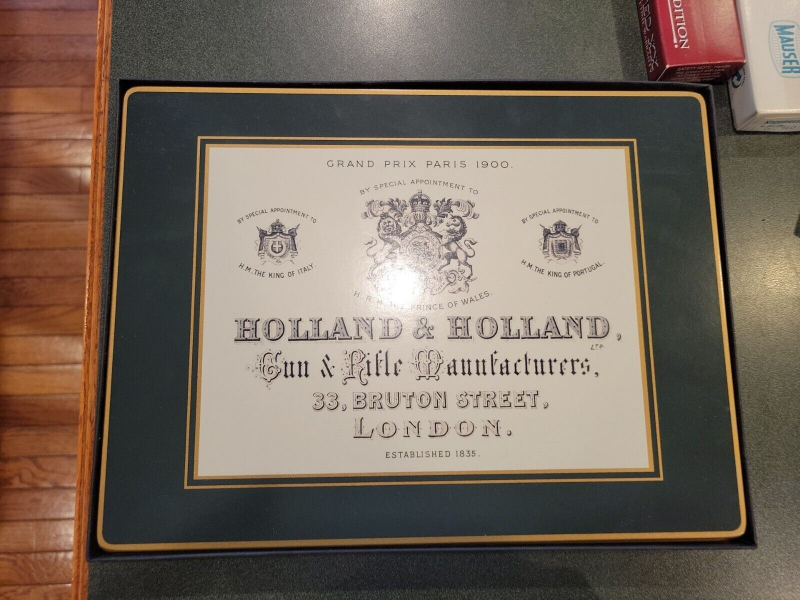 DITION
MAUSER
GRAND PRIX PARIS 1900.
BY SPECIAL APPOINTMENT TO
H.R.H. THE PRINCE OF WALES.
BY SPECIAL APPOINTMENT TO
H.M. THE KING OF ITALY.
BY SPECIAL APPOINTMENT TO
H.M. THE KING OF PORTUGAL.
HOLLAND & HOLLAND,
LTD.
Gun & Rifle Manufacturers,
33, BRUTON STREET,
LONDON.
ESTABLISHED 1835.